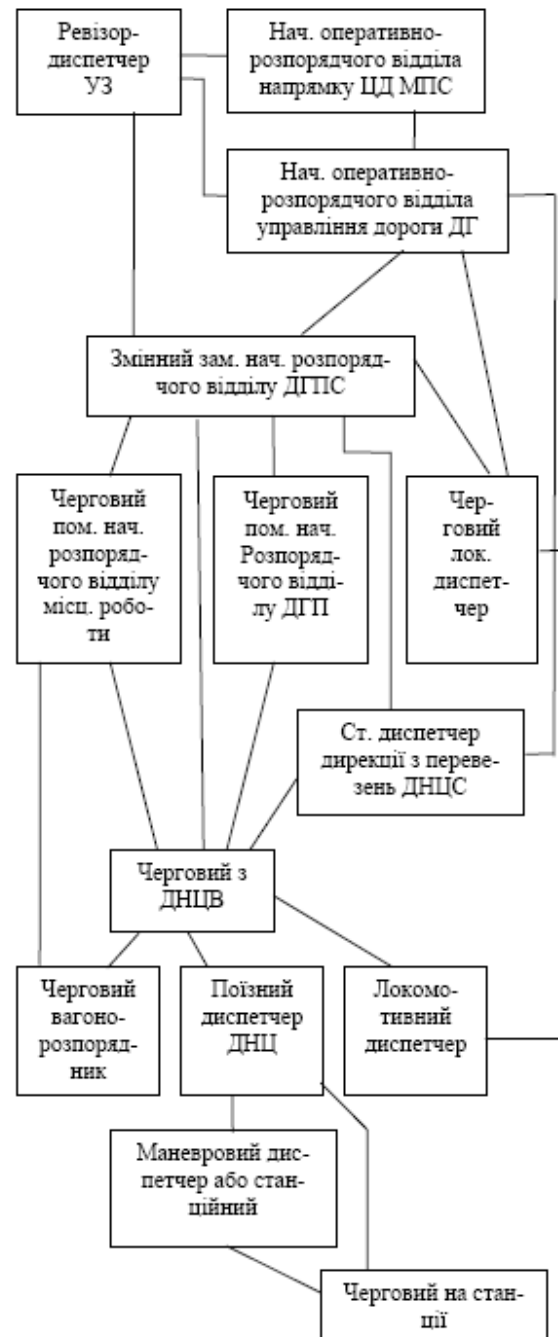 Ревізор-
диспетчер
УЗ
Нач. оперативно-
розпорядчого відділа
напрямку ЦД МПС
Нач. оперативно-
розпорядчого відділа
управління дороги ДГ
Змінний зам. нач. розпоряд-
чого відділу ДГПС
Черговий
пом. нач.
розпоряд-
чого відділу
місц. робо-
ти
Черговий
пом. нач.
Розпоряд-
чого відді-
лу ДГП
Чер-
говий
лок.
диспет-
чер
Ст. диспетчер
дирекції з переве-
зень ДНЦС
Черговий з
ДНЦВ
Черговий
вагоно-
розпоряд-
ник
Поїзний
диспетчер
ДНЦ
Локомо-
тивний
диспетчер
Маневровий дис-
петчер або стан-
ційний
Черговий на стан-
ції